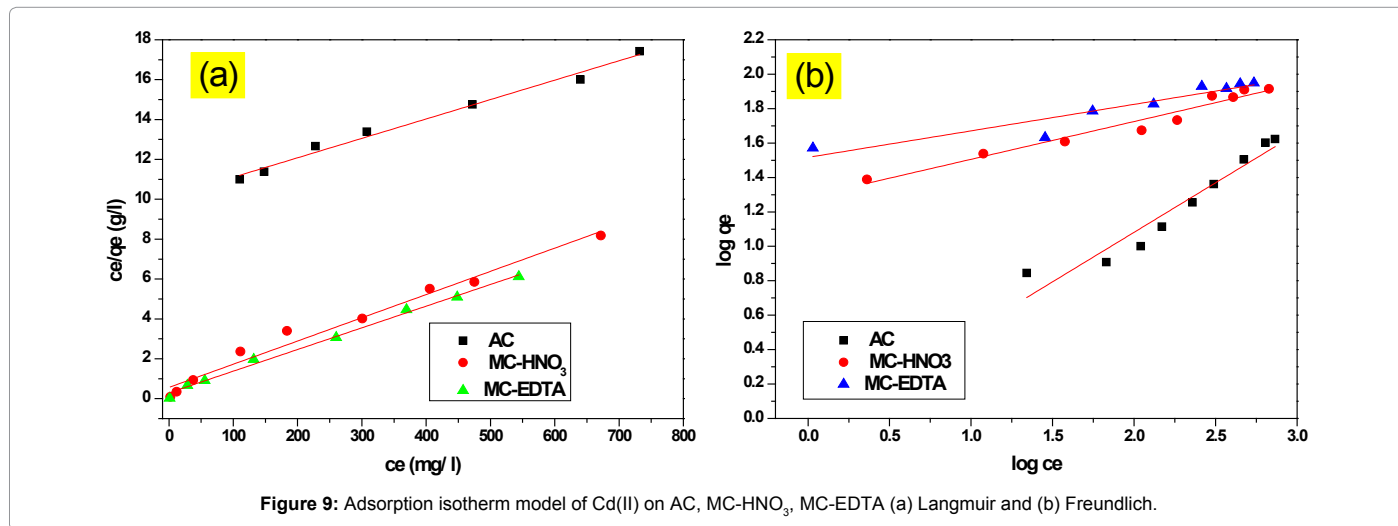 (a)
18
16
14
12
10
8
6
4
2
0
ce/qe (g/l)
AC
MC-HNO₃
MC-EDTA
0 100 200 300 400 500 600 700 800
ce (mg/ l)
(b)
2.2
2.0
1.8
1.6
1.4
1.2
1.0
0.8
0.6
0.4
0.2
0.0
log qe
AC
MC-HNO3
MC-EDTA
0.0 0.5 1.0 1.5 2.0 2.5 3.0
log ce
Figure 9: Adsorption isotherm model of Cd(II) on AC, MC-HNO₃, MC-EDTA (a) Langmuir and (b) Freundlich.